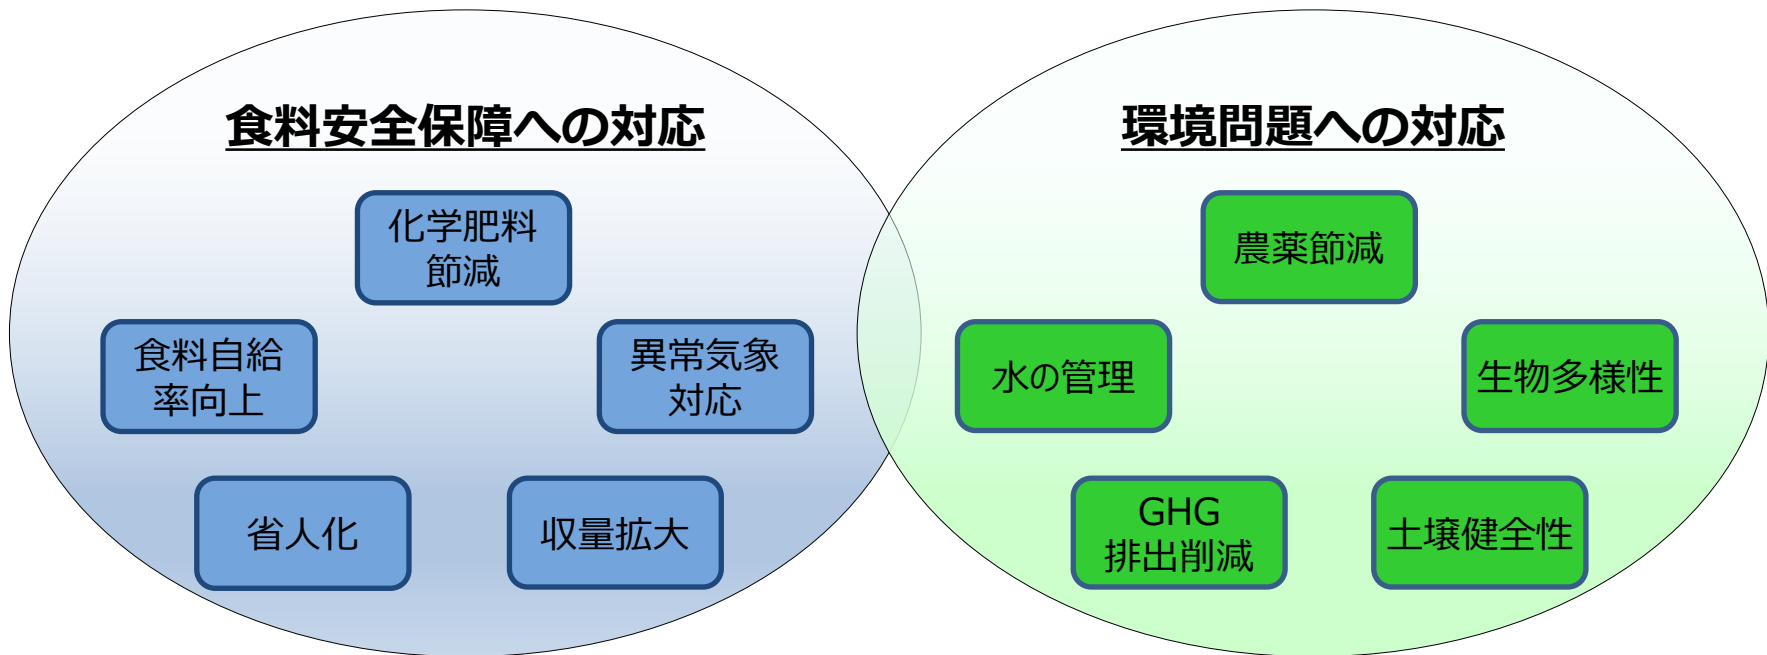 食料安全保障への対応
化学肥料
節減
食料自給
率向上
異常気象
対応
省人化
収量拡大
環境問題への対応
農薬節減
水の管理
生物多様性
GHG
排出削減
土壌健全性